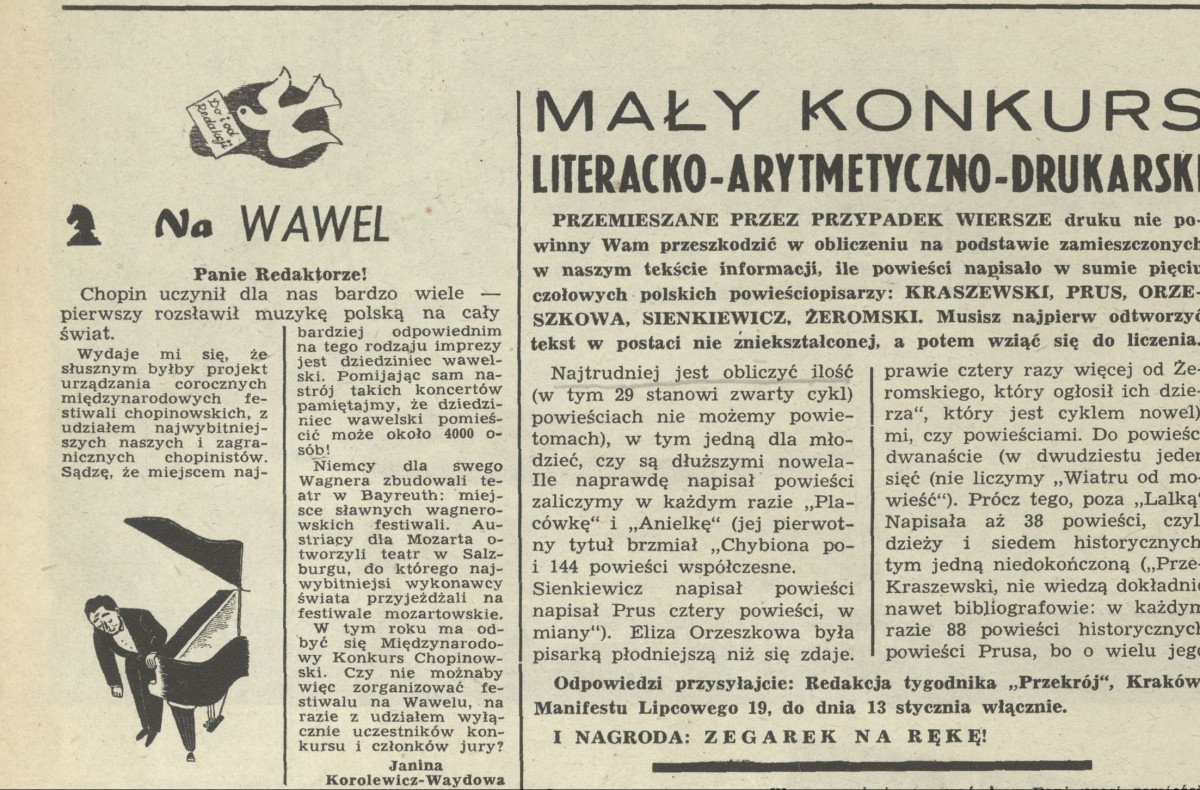 Do i od
Redakcji
Na WAWEL
Panie Redaktorze!
Chopin uczynił dla nas bardzo wiele —
pierwszy rozsławił muzykę polską na cały
świat.
Wydaje mi się, że
słusznym byłby projekt
urządzania corocznych
międzynarodowych fe-
stiwali chopinowskich, z
udziałem najwybitniej-
szych naszych i zagra-
nicznych chopinistów.
Sądzę, że miejscem naj-
bardziej odpowiednim
na tego rodzaju imprezy
jest dziedziniec wawel-
ski. Pomijając sam na-
strój takich koncertów
pamiętajmy, że dziedzi-
niec wawelski pomieś-
cić może około 4000 o-
sób!
Niemcy dla swego
Wagnera zbudowali te-
atr w Bayreuth: miej-
sce sławnych wagnero-
wskich festiwali. Au-
striacy dla Mozarta o-
tworzyli teatr w Salz-
burgu, do którego naj-
wybitniejsi wykonawcy
świata przyjeżdżali na
festiwale mozartowskie.
W tym roku ma od-
być się Międzynarodo-
wy Konkurs Chopinow-
ski. Czy nie możnaby
więc zorganizować fe-
stiwalu na Wawelu, na
razie z udziałem wyłą-
cznie uczestników kon-
kursu i członków jury?
Janina
Korolewicz-Waydowa
MAŁY KONKURS
LITERACKO-ARYTMETYCZNO-DRUKARSKI
PRZEMIESZANE PRZEZ PRZYPADEK WIERSZE druku nie po-
winny Wam przeszkodzić w obliczeniu na podstawie zamieszczonych
w naszym tekście informacji, ile powieści napisało w sumie pięciu
czołowych polskich powieściopisarzy: KRASZEWSKI, PRUS, ORZE-
SZKOWA, SIENKIEWICZ, ŻEROMSKI. Musisz najpierw odtworzyć
tekst w postaci nie zniekształconej, a potem wziąć się do liczenia.
Najtrudniej jest obliczyć ilość
(w tym 29 stanowi zwarty cykl)
powieściach nie możemy powie-
tomach), w tym jedną dla mło-
dzieć, czy są dłuższymi nowela-
Ile naprawdę napisał powieści
zaliczymy w każdym razie „Pla-
cówkę“ i „Anielkę“ (jej pierwot-
ny tytuł brzmiał „Chybiona po-
i 144 powieści współczesne.
Sienkiewicz napisał powieści
napisał Prus cztery powieści, w
miany“). Eliza Orzeszkowa była
pisarką płodniejszą niż się zdaje.
prawie cztery razy więcej od Że-
romskiego, który ogłosił ich dzie-
rza“, który jest cyklem nowel)
mi, czy powieściami. Do powieści
dwanaście (w dwudziestu jeden
sięć (nie liczymy „Wiatru od mo-
wieść“). Prócz tego, poza „Lalką“
Napisała aż 38 powieści, czyl
dzieży i siedem historycznych
tym jedną niedokończoną („Prze-
Kraszewski, nie wiedzą dokładnie
nawet bibliografowie: w każdym
razie 88 powieści historycznych
powieści Prusa, bo o wielu jego
Odpowiedzi przysyłajcie: Redakcja tygodnika „Przekrój“, Kraków
Manifestu Lipcowego 19, do dnia 13 stycznia włącznie.
I NAGRODA: ZEGAREK NA RĘKĘ!